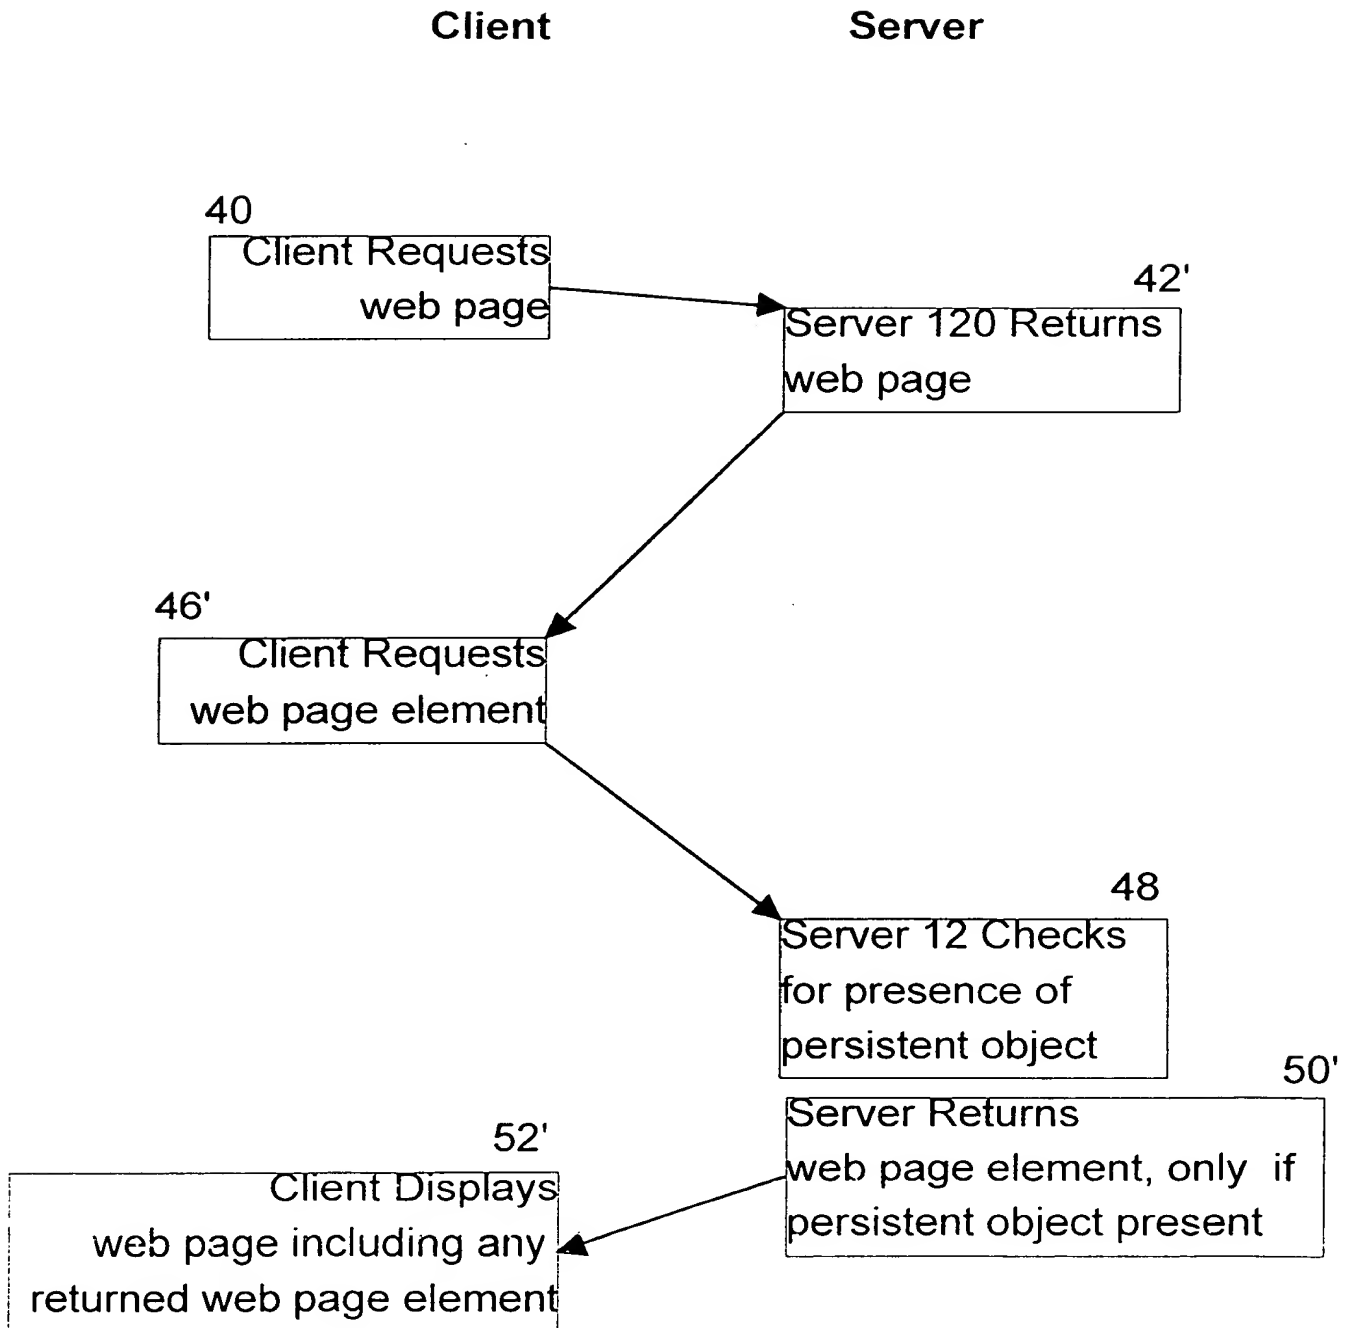 Client Server
40
Client Requests
web page
42'
Server 120 Returns
web page
46'
Client Requests
web page element
48
Server 12 Checks
for presence of
persistent object
50'
Server Returns
web page element, only if
persistent object present
52'
Client Displays
web page including any
returned web page element